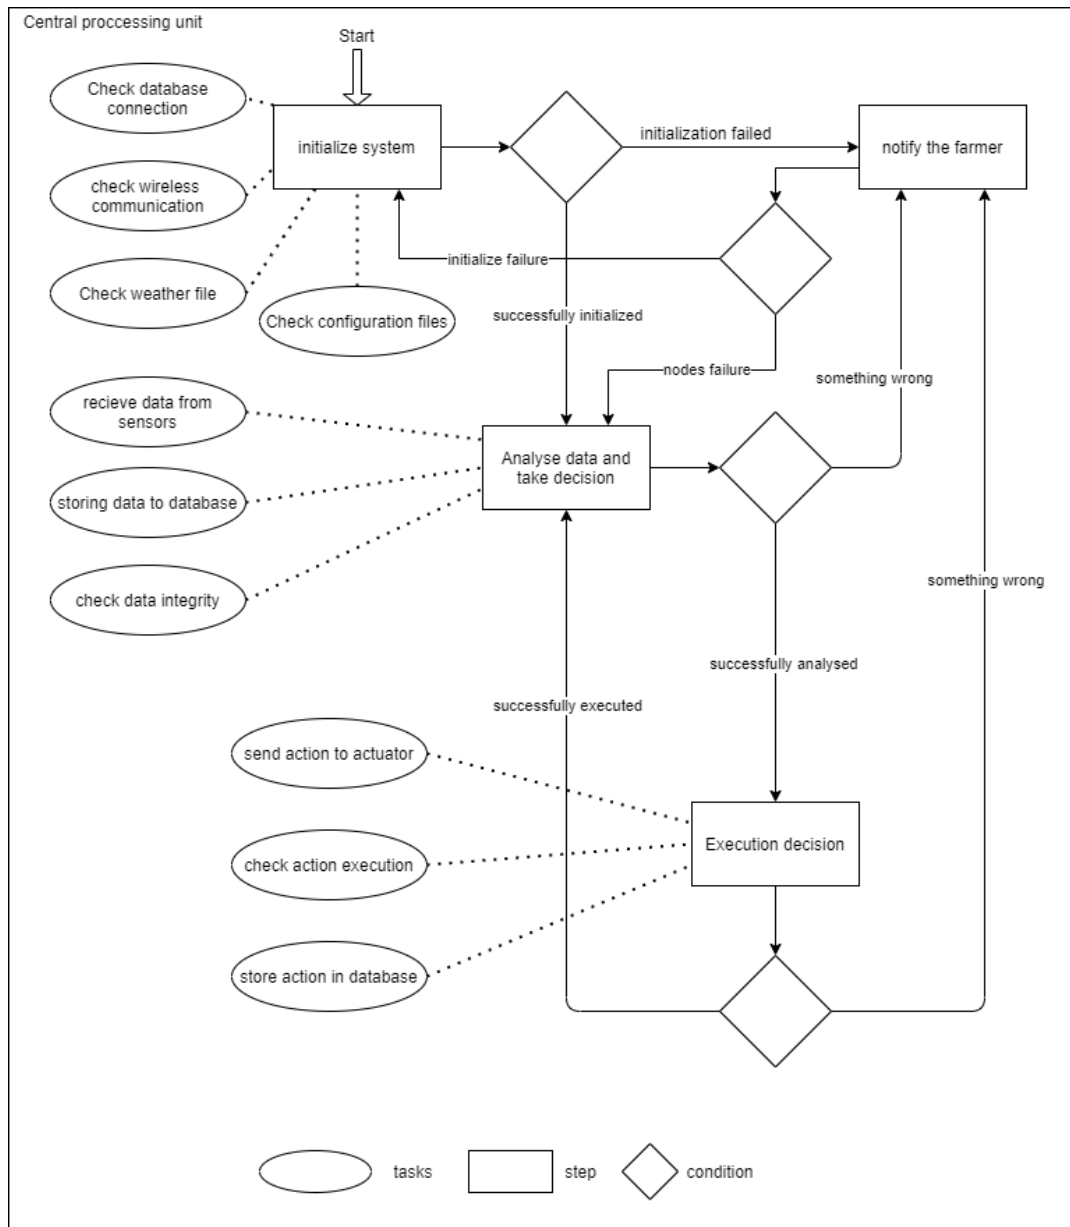 Central proccessing unit
Start
Check database
connection
initialize system
initialization failed
notify the farmer
check wireless
communication
initialize failure
Check weather file
Check configuration files
successfully initialized
nodes failure
something wrong
recieve data from
sensors
Analyse data and
take decision
storing data to database
check data integrity
something wrong
successfully analysed
successfully executed
send action to actuator
Execution decision
check action execution
store action in database
tasks
step
condition